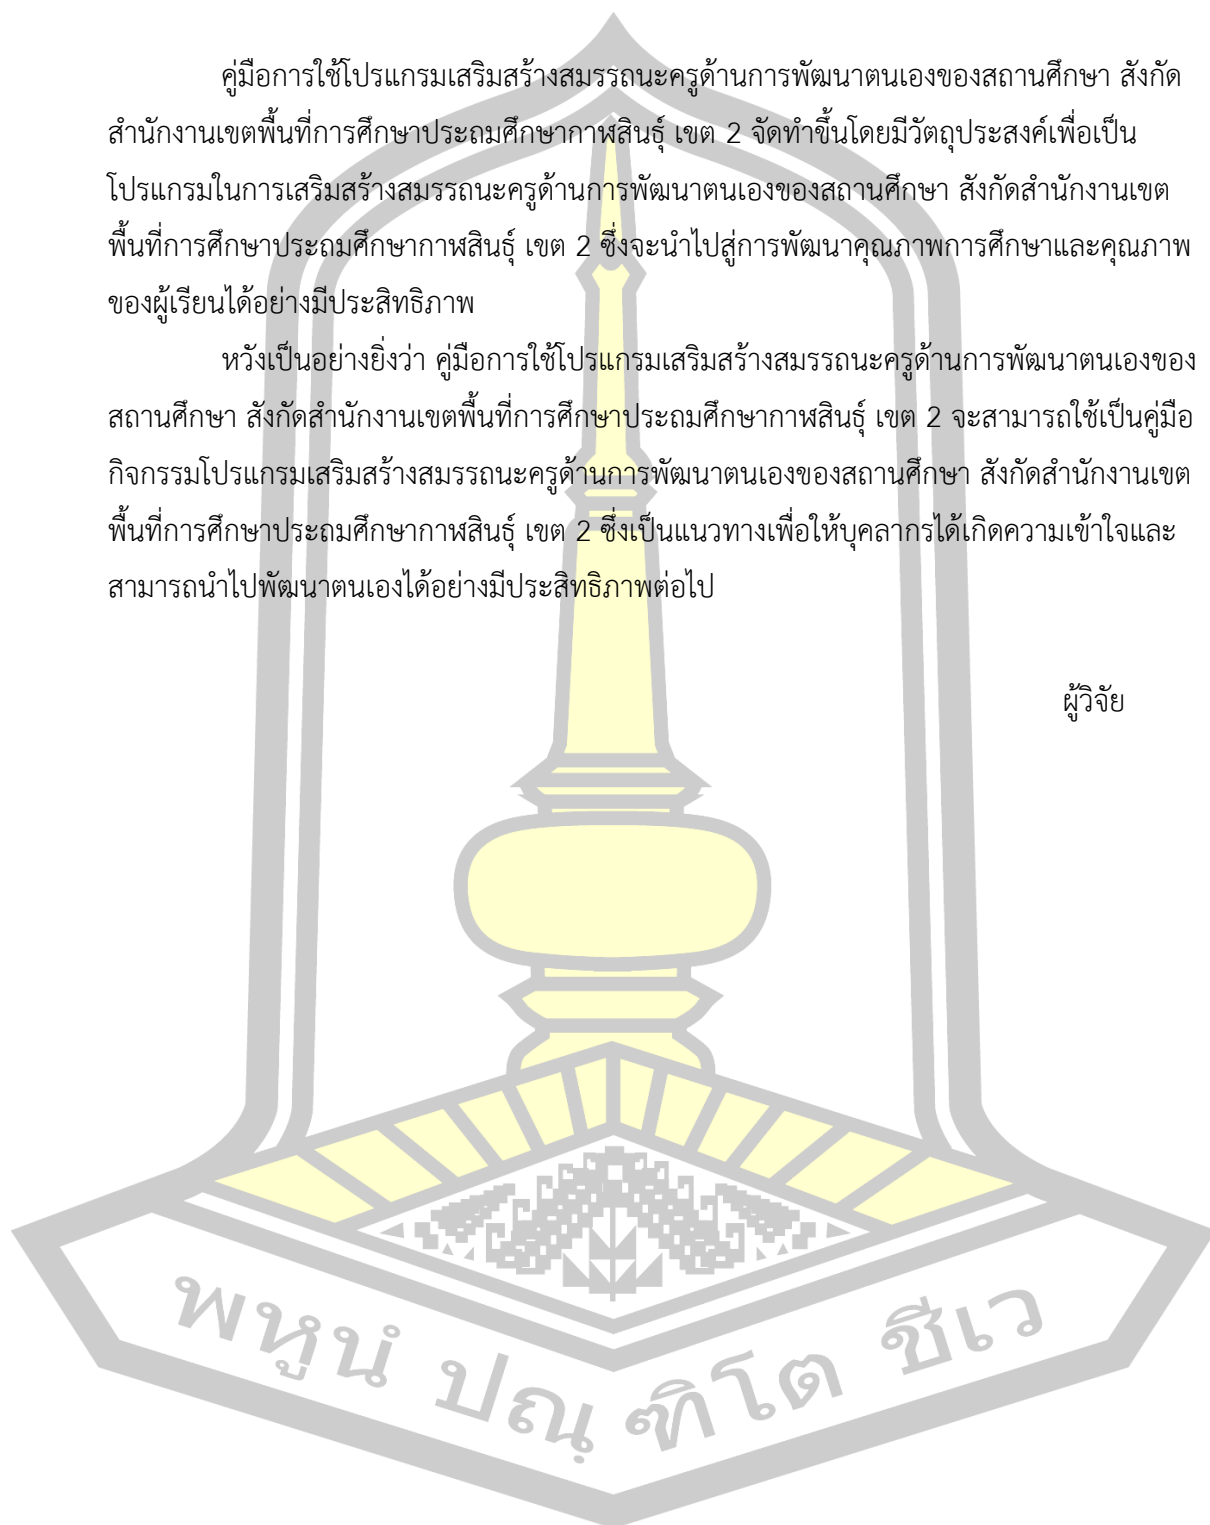 คู่มือการใช้โปรแกรมเสริมสร้างสมรรถนะครูด้านการพัฒนาตนเองของสถานศึกษา สังกัด
สำนักงานเขตพื้นที่การศึกษาประถมศึกษากาฬสินธุ์ เขต 2 จัดทำขึ้นโดยมีวัตถุประสงค์เพื่อเป็น
โปรแกรมในการเสริมสร้างสมรรถนะครูด้านการพัฒนาตนเองของสถานศึกษา สังกัดสำนักงานเขต
พื้นที่การศึกษาประถมศึกษากาฬสินธุ์ เขต 2 ซึ่งจะนำไปสู่การพัฒนาคุณภาพการศึกษาและคุณภาพ
ของผู้เรียนได้อย่างมีประสิทธิภาพ
หวังเป็นอย่างยิ่งว่า คู่มือการใช้โปรแกรมเสริมสร้างสมรรถนะครูด้านการพัฒนาตนเองของ
สถานศึกษา สังกัดสำนักงานเขตพื้นที่การศึกษาประถมศึกษากาฬสินธุ์ เขต 2 จะสามารถใช้เป็นคู่มือ
กิจกรรมโปรแกรมเสริมสร้างสมรรถนะครูด้านการพัฒนาตนเองของสถานศึกษา สังกัดสำนักงานเขต
พื้นที่การศึกษาประถมศึกษากาฬสินธุ์ เขต 2 ซึ่งเป็นแนวทางเพื่อให้บุคลากรได้เกิดความเข้าใจและ
สามารถนำไปพัฒนาตนเองได้อย่างมีประสิทธิภาพต่อไป
ผู้วิจัย
พหูนํ ปณฺ ฑิโต ชีเว